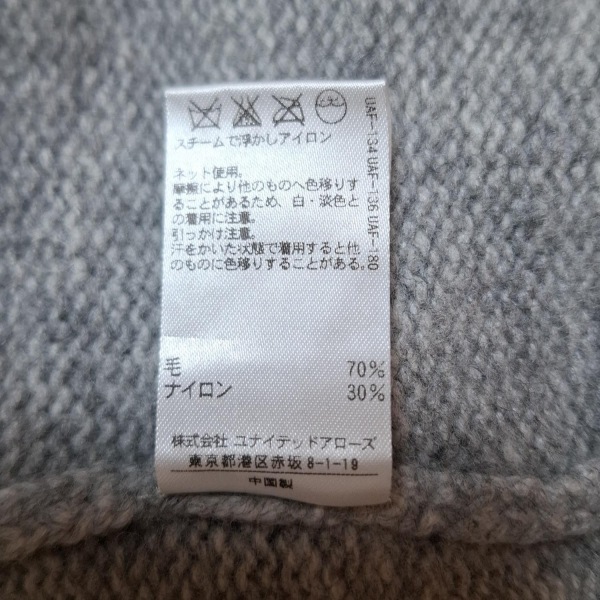 スチームで浮かしアイロン
ネット使用。
摩擦により他のものへ色移りす
ることがあるため、白・淡色と
の着用に注意。
引っかけ注意。
汗をかいた状態で着用すると他
のものに色移りすることがある。
UAF-134 UAF-136 UAF-180
毛 70%
ナイロン 30%
株式会社 ユナイテッドアローズ
東京都港区赤坂8-1-19
中国製